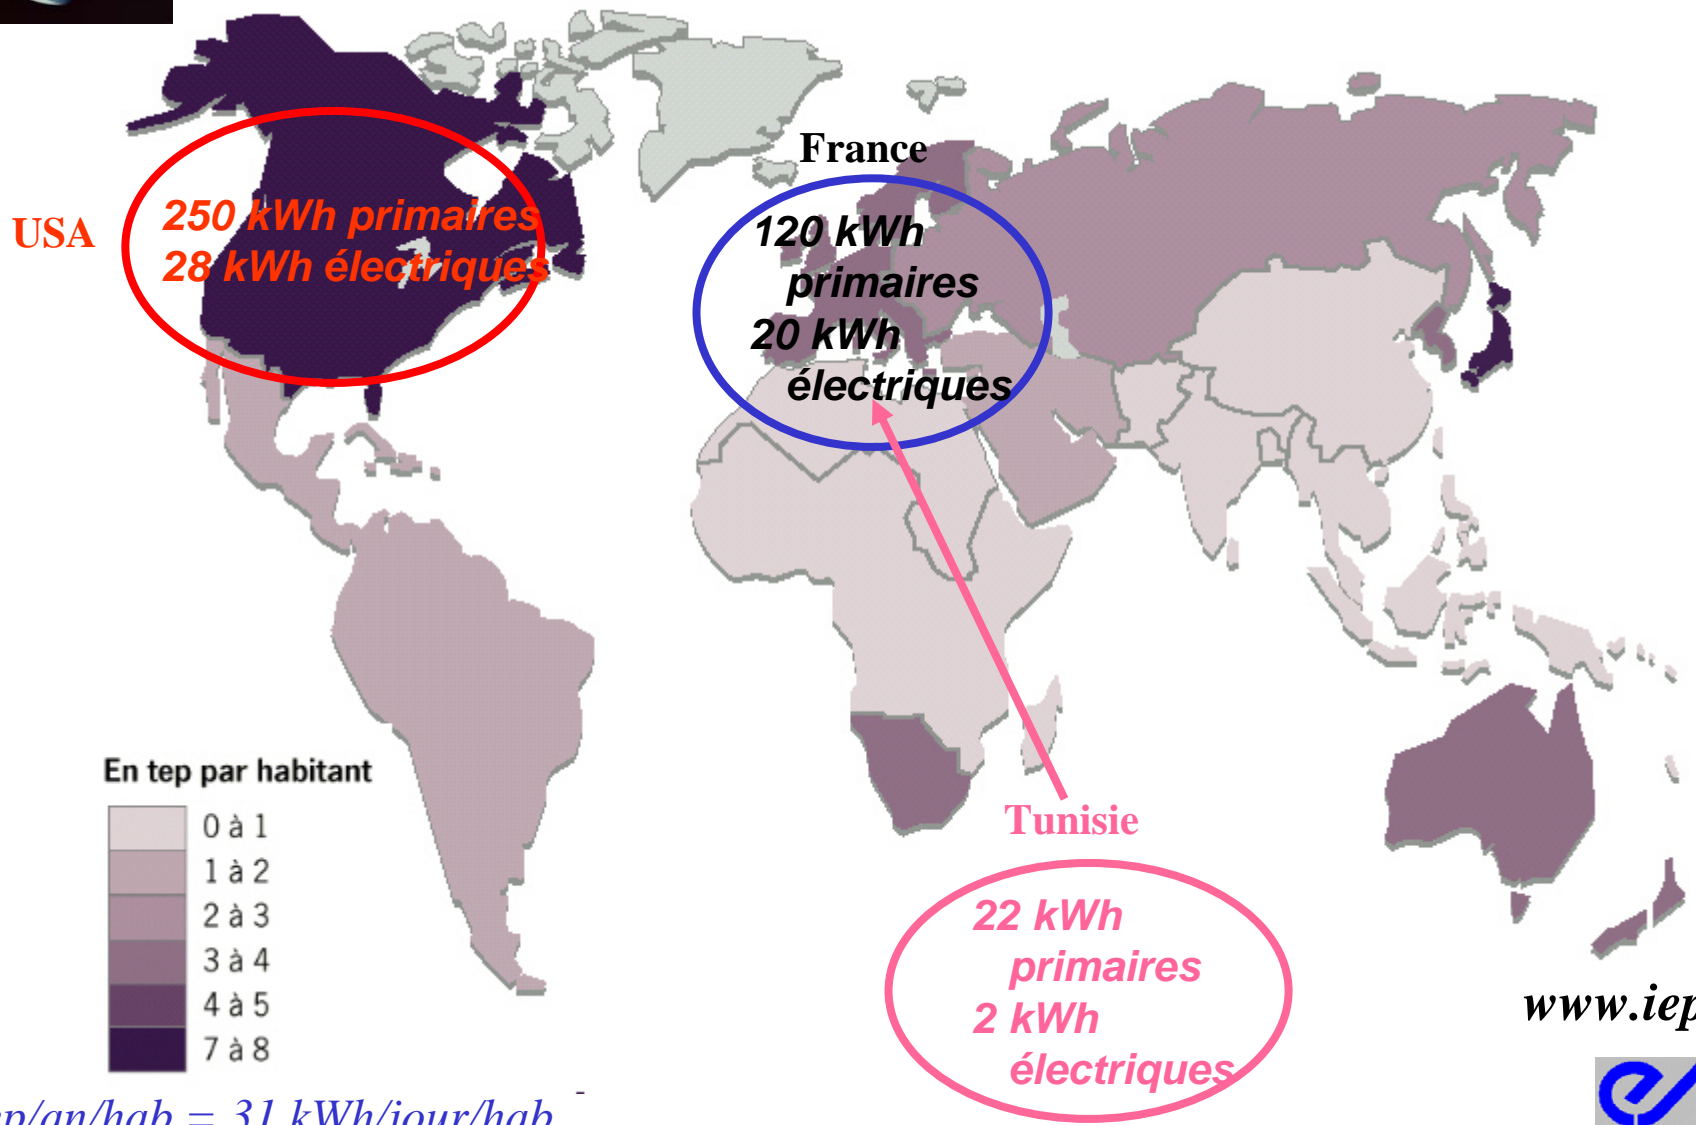 France
USA
250 kWh primaires
28 kWh électriques
120 kWh
primaires
20 kWh
électriques
En tep par habitant
0 à 1
1 à 2
2 à 3
3 à 4
4 à 5
7 à 8
Tunisie
22 kWh
primaires
2 kWh
électriques
www.iep
ep/an/hab = 31 kWh/jour/hab
-